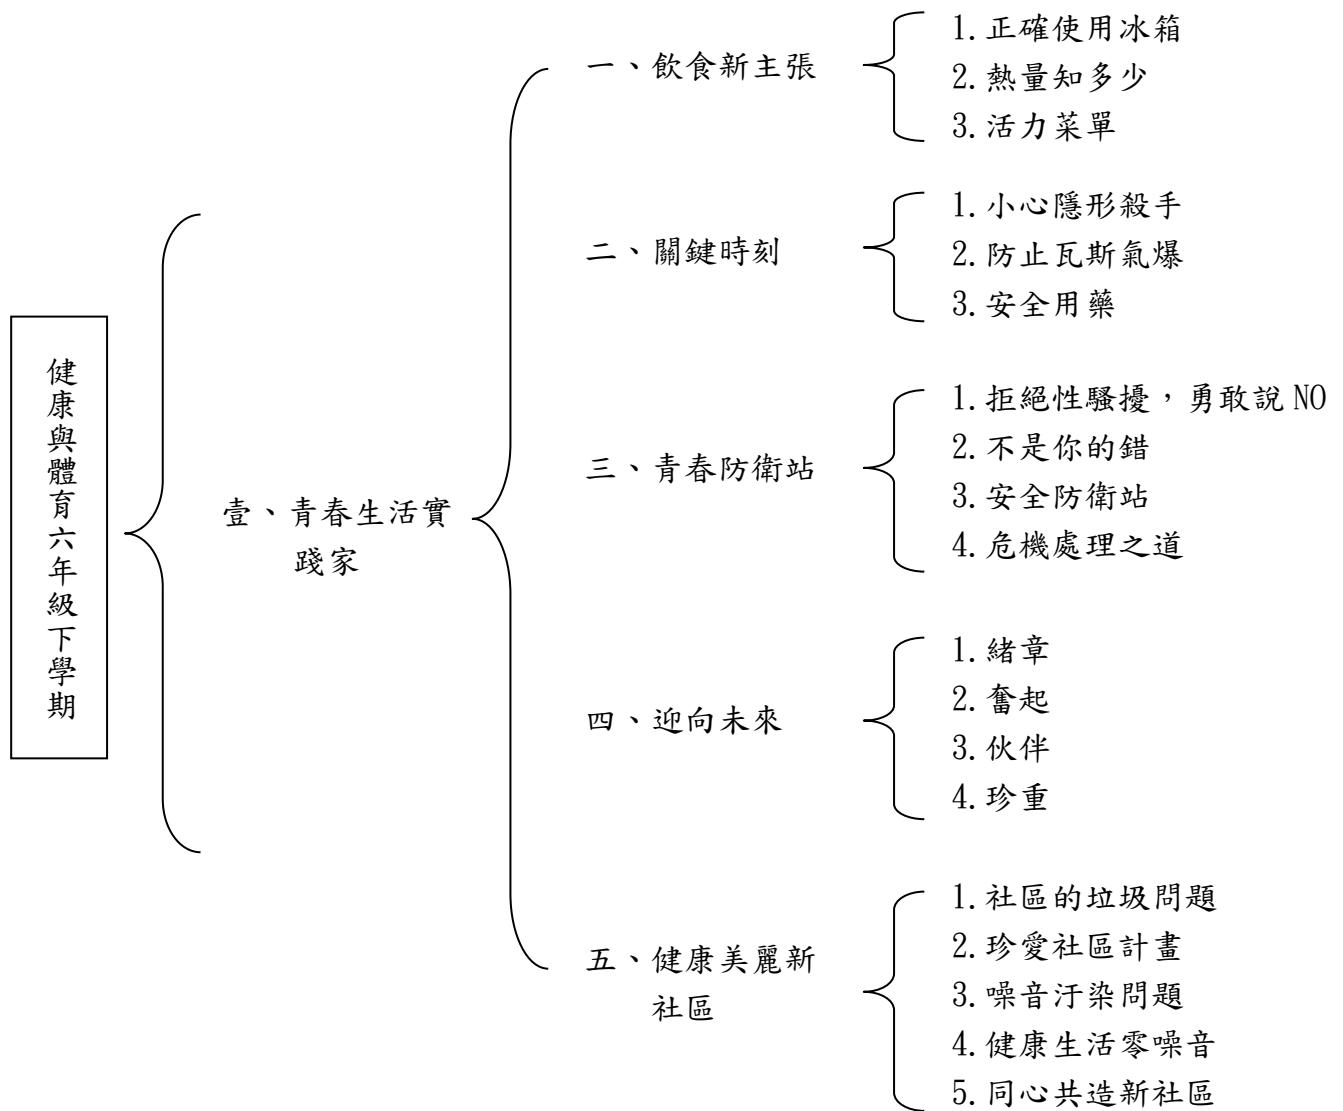 健康與體育六年級下學期
壹、青春生活實
踐家
一、飲食新主張
1.正確使用冰箱
2.熱量知多少
3.活力菜單
二、關鍵時刻
1.小心隱形殺手
2.防止瓦斯氣爆
3.安全用藥
三、青春防衛站
1.拒絕性騷擾，勇敢說 NO
2.不是你的錯
3.安全防衛站
4.危機處理之道
四、迎向未來
1.緒章
2.奮起
3.伙伴
4.珍重
五、健康美麗新
社區
1.社區的垃圾問題
2.珍愛社區計畫
3.噪音汙染問題
4.健康生活零噪音
5.同心共造新社區